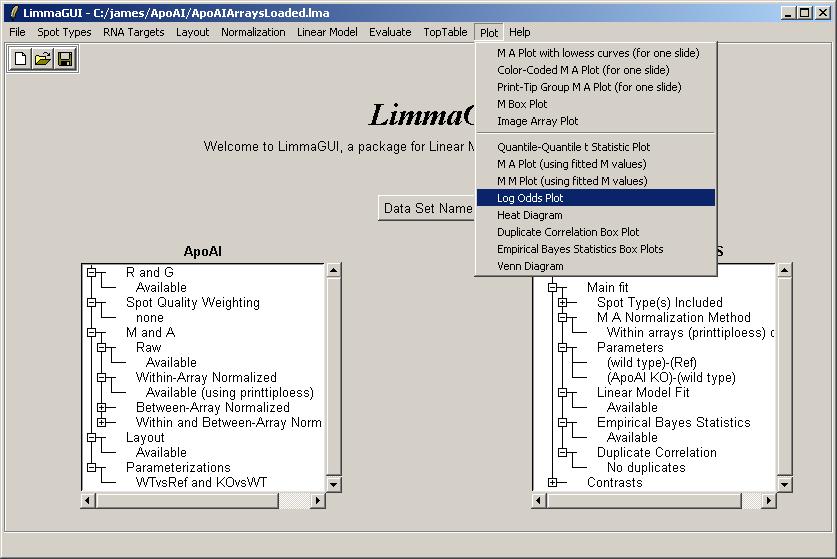 LimmaGUI - C:/james/ApoAI/ApoAIArraysLoaded.lma
File Spot Types RNA Targets Layout Normalization Linear Model Evaluate TopTable Plot Help
M A Plot with lowess curves (for one slide)
Color-Coded M A Plot (for one slide)
Print-Tip Group M A Plot (for one slide)
M Box Plot
Image Array Plot
Quantile-Quantile t Statistic Plot
M A Plot (using fitted M values)
M M Plot (using fitted M values)
Log Odds Plot
Heat Diagram
Duplicate Correlation Box Plot
Empirical Bayes Statistics Box Plots
Venn Diagram
LimmaG
Welcome to LimmaGUI, a package for Linear M
Data Set Name
ApoAI
R and G
Available
Spot Quality Weighting
none
M and A
Raw
Available
Within-Array Normalized
Available (using printtiploess)
Between-Array Normalized
Within and Between-Array Norm
Layout
Available
Parameterizations
WTvsRef and KOvsWT
S
Main fit
Spot Type(s) Included
M A Normalization Method
Within arrays (printtiploess) c
Parameters
(wild type)-(Ref)
(ApoAI KO)-(wild type)
Linear Model Fit
Available
Empirical Bayes Statistics
Available
Duplicate Correlation
No duplicates
Contrasts